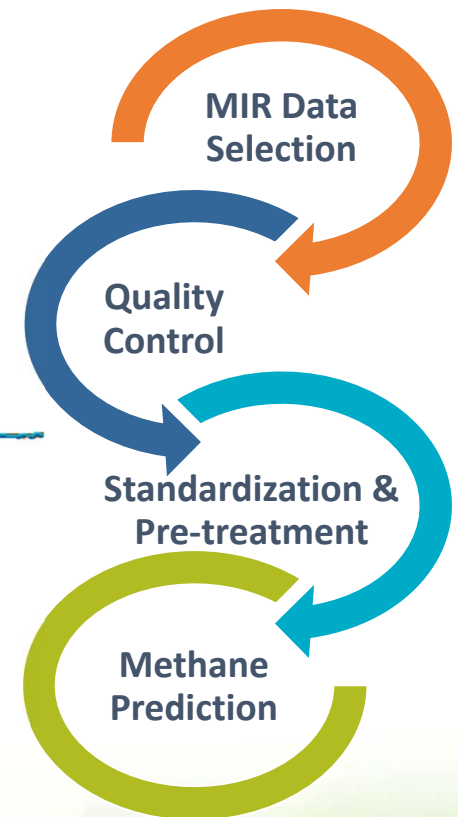 MIR Data
Selection
Quality
Control
Standardization &
Pre-treatment
Methane
Prediction